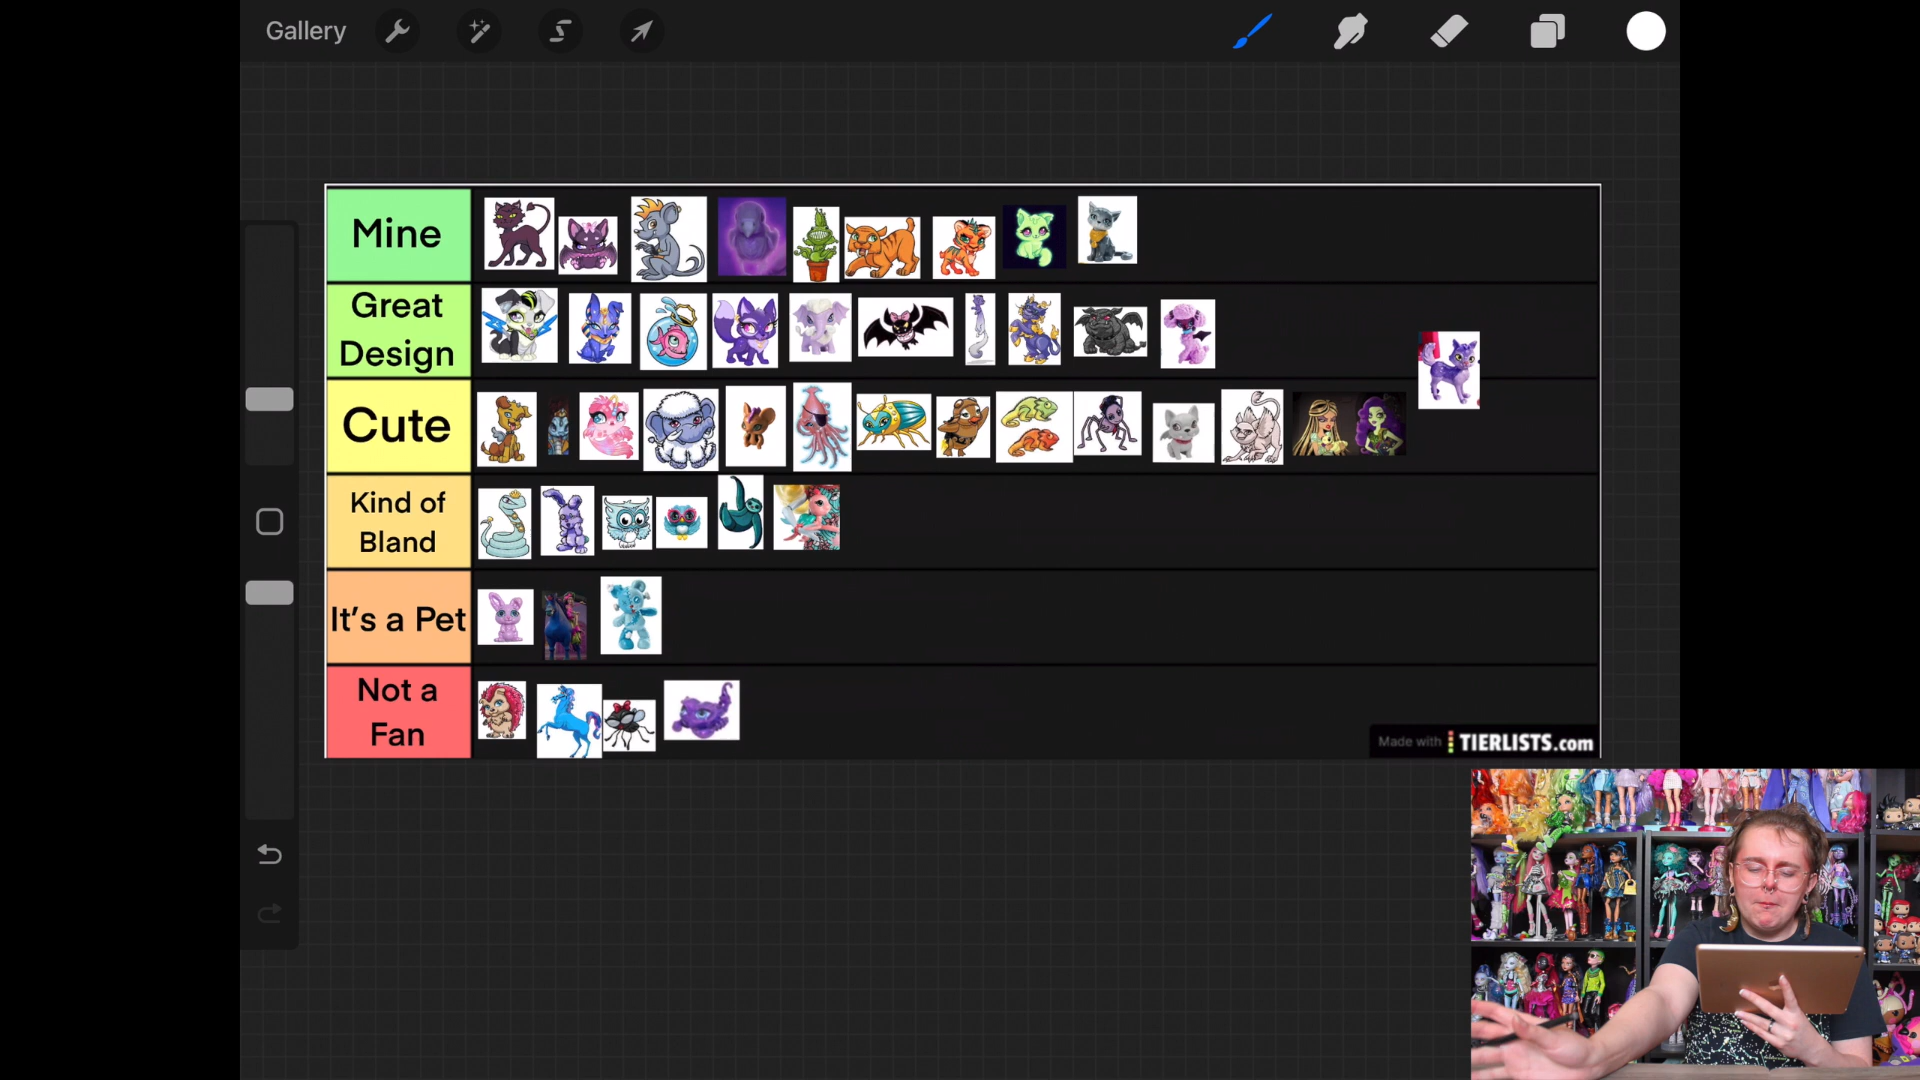 Gallery
Mine
Great
Design
Cute
Kind of
Bland
It's a Pet
Not a
Fan
Made with TIERLISTS.com